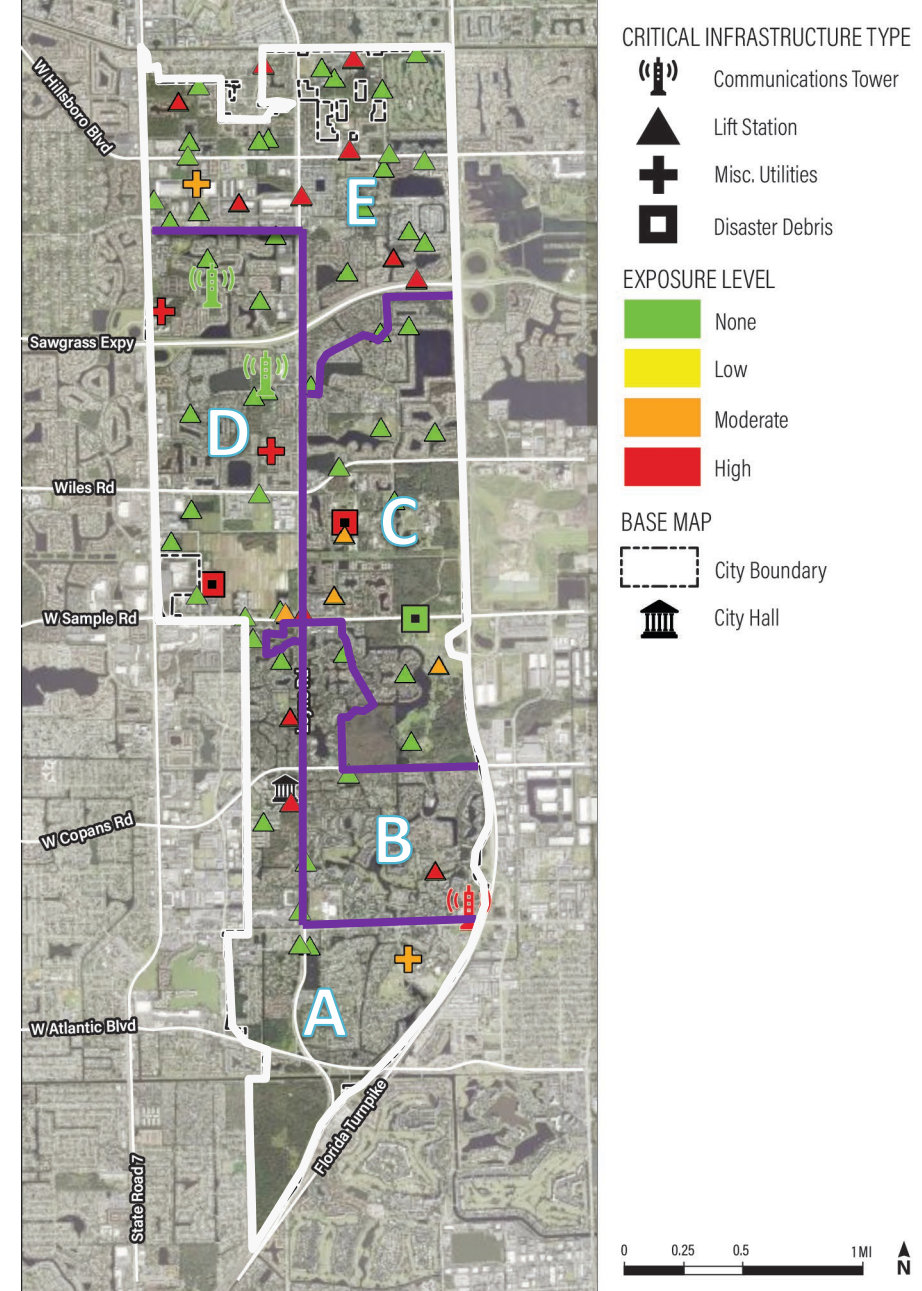 CRITICAL INFRASTRUCTURE TYPE
Communications Tower
Lift Station
Misc. Utilities
Disaster Debris
EXPOSURE LEVEL
None
Low
Moderate
High
BASE MAP
City Boundary
City Hall
W Hillsboro Blvd
E
Sawgrass Expy
D
Wiles Rd
C
W Sample Rd
W Copans Rd
B
A
W Atlantic Blvd
Florida Turnpike
State Road 7
0 0.25 0.5 1 MI
N